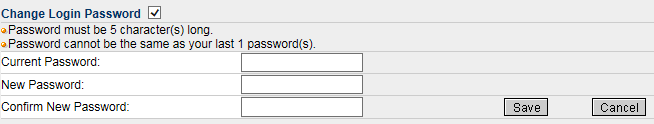 Change Login Password
Password must be 5 character(s) long.
Password cannot be the same as your last 1 password(s).
Current Password:
New Password:
Confirm New Password: Save Cancel